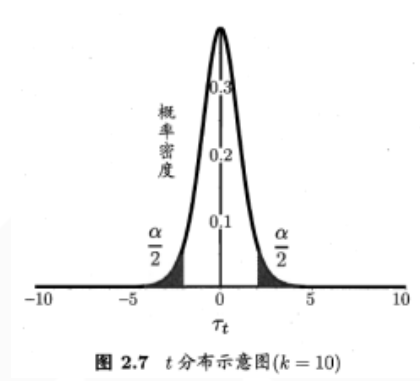 概率密度
0.3
0.2
0.1
α/2
α/2
−10 −5 0 5 10
τt
图 2.7 t 分布示意图(k = 10)